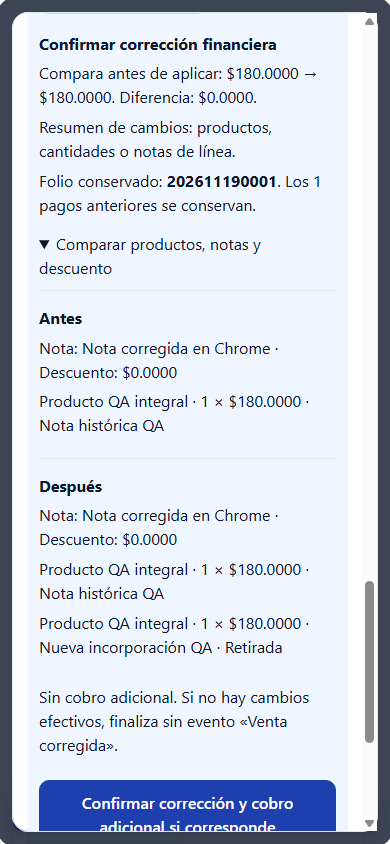 Confirmar corrección financiera
Compara antes de aplicar: $180.0000 →
$180.0000. Diferencia: $0.0000.
Resumen de cambios: productos,
cantidades o notas de línea.
Folio conservado: 202611190001. Los 1
pagos anteriores se conservan.
▼ Comparar productos, notas y
descuento
Antes
Nota: Nota corregida en Chrome ·
Descuento: $0.0000
Producto QA integral · 1 × $180.0000 ·
Nota histórica QA
Después
Nota: Nota corregida en Chrome ·
Descuento: $0.0000
Producto QA integral · 1 × $180.0000 ·
Nota histórica QA
Producto QA integral · 1 × $180.0000 ·
Nueva incorporación QA · Retirada
Sin cobro adicional. Si no hay cambios
efectivos, finaliza sin evento «Venta
corregida».
Confirmar corrección y cobro
adicional si corresponde